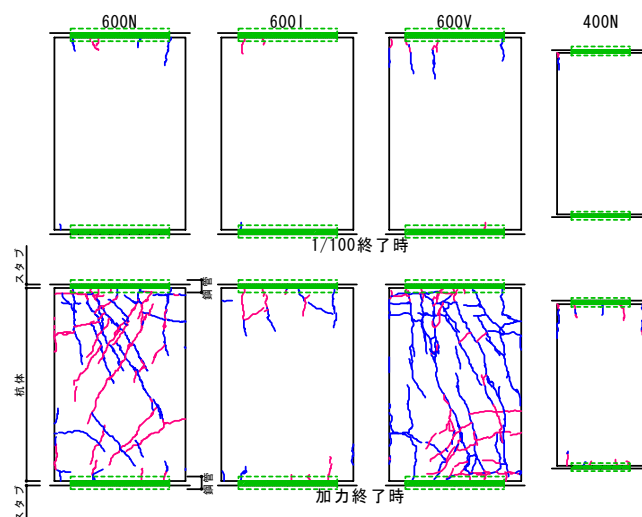 600N
600I
600V
400N
1/100終了時
スタブ
鋼管
杭体
鋼管
スタブ
加力終了時